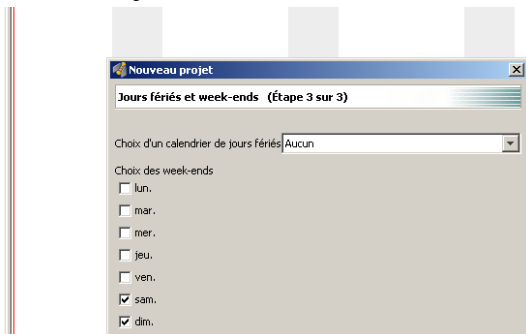 Nouveau projet
Jours fériés et week-ends (Étape 3 sur 3)
Choix d'un calendrier de jours fériés Aucun
Choix des week-ends
lun.
mar.
mer.
jeu.
ven.
sam.
dim.